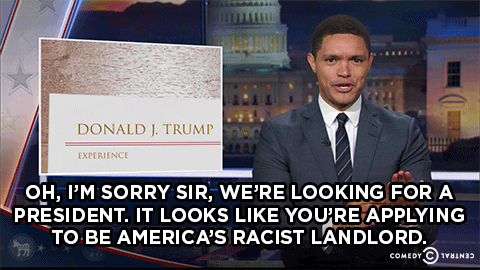 DONALD J. TRUMP
EXPERIENCE
OH, I'M SORRY SIR, WE'RE LOOKING FOR A
PRESIDENT. IT LOOKS LIKE YOU'RE APPLYING
TO BE AMERICA'S RACIST LANDLORD.
COMEDY CENTRAL